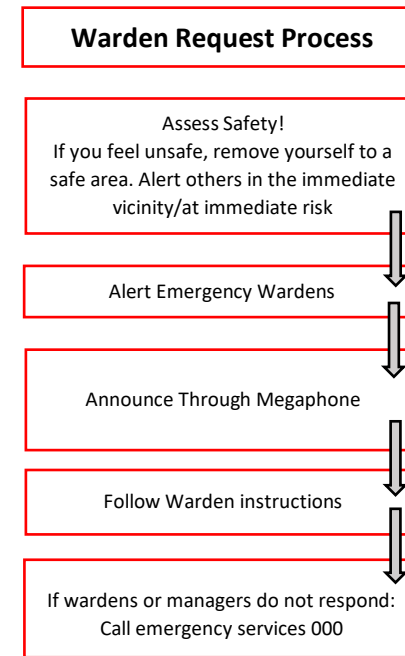 Warden Request Process
Assess Safety!
If you feel unsafe, remove yourself to a
safe area. Alert others in the immediate
vicinity/at immediate risk
Alert Emergency Wardens
Announce Through Megaphone
Follow Warden instructions
If wardens or managers do not respond:
Call emergency services 000